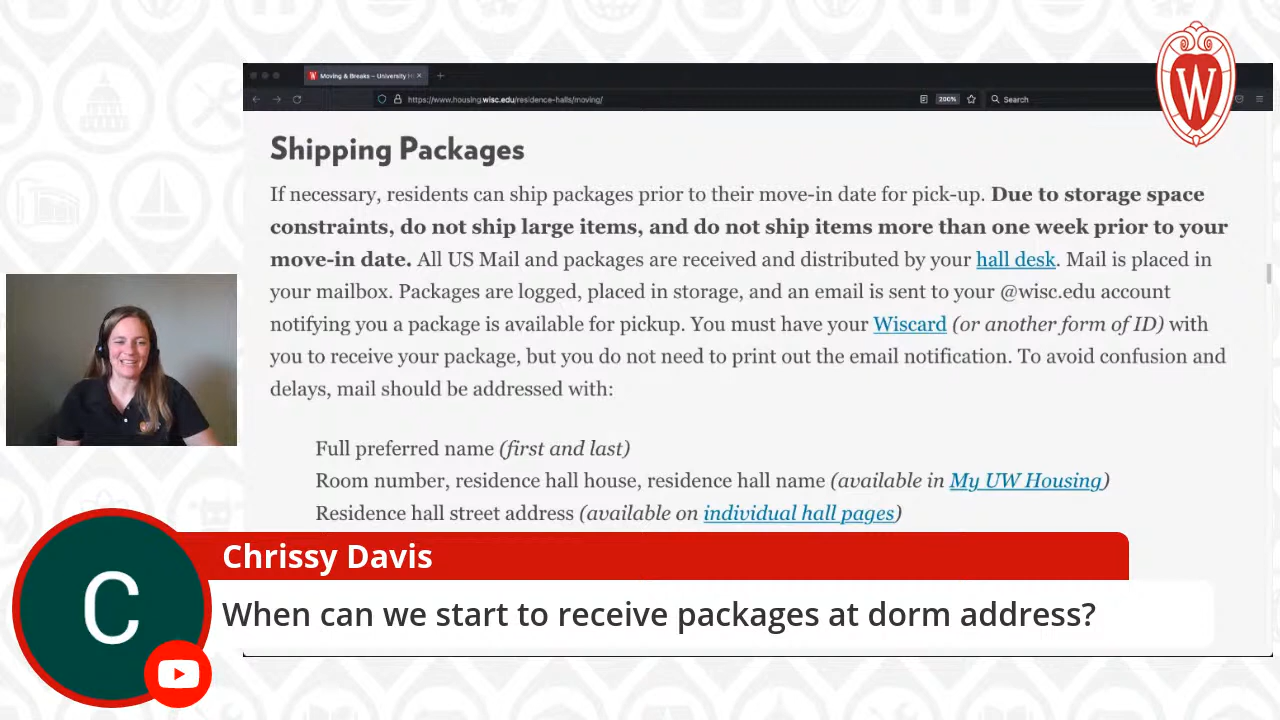 Moving & Breaks – University H
https://www.housing.wisc.edu/residence-halls/moving/
200%
Search
W
Shipping Packages
If necessary, residents can ship packages prior to their move-in date for pick-up. Due to storage space
constraints, do not ship large items, and do not ship items more than one week prior to your
move-in date. All US Mail and packages are received and distributed by your hall desk. Mail is placed in
your mailbox. Packages are logged, placed in storage, and an email is sent to your @wisc.edu account
notifying you a package is available for pickup. You must have your Wiscard (or another form of ID) with
you to receive your package, but you do not need to print out the email notification. To avoid confusion and
delays, mail should be addressed with:
Full preferred name (first and last)
Room number, residence hall house, residence hall name (available in My UW Housing)
Residence hall street address (available on individual hall pages)
C
Chrissy Davis
When can we start to receive packages at dorm address?